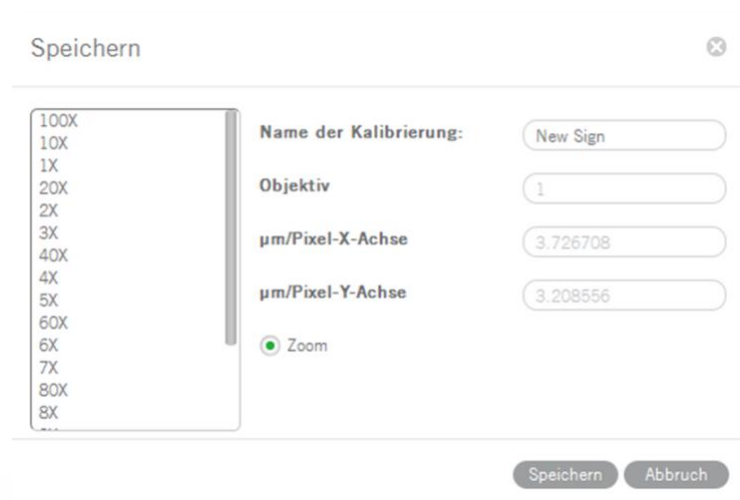 Speichern
100X
10X
1X
20X
2X
3X
40X
4X
5X
60X
6X
7X
80X
8X
Name der Kalibrierung: New Sign
Objektiv 1
µm/Pixel-X-Achse 3.726708
µm/Pixel-Y-Achse 3.208556
Zoom
Speichern Abbruch